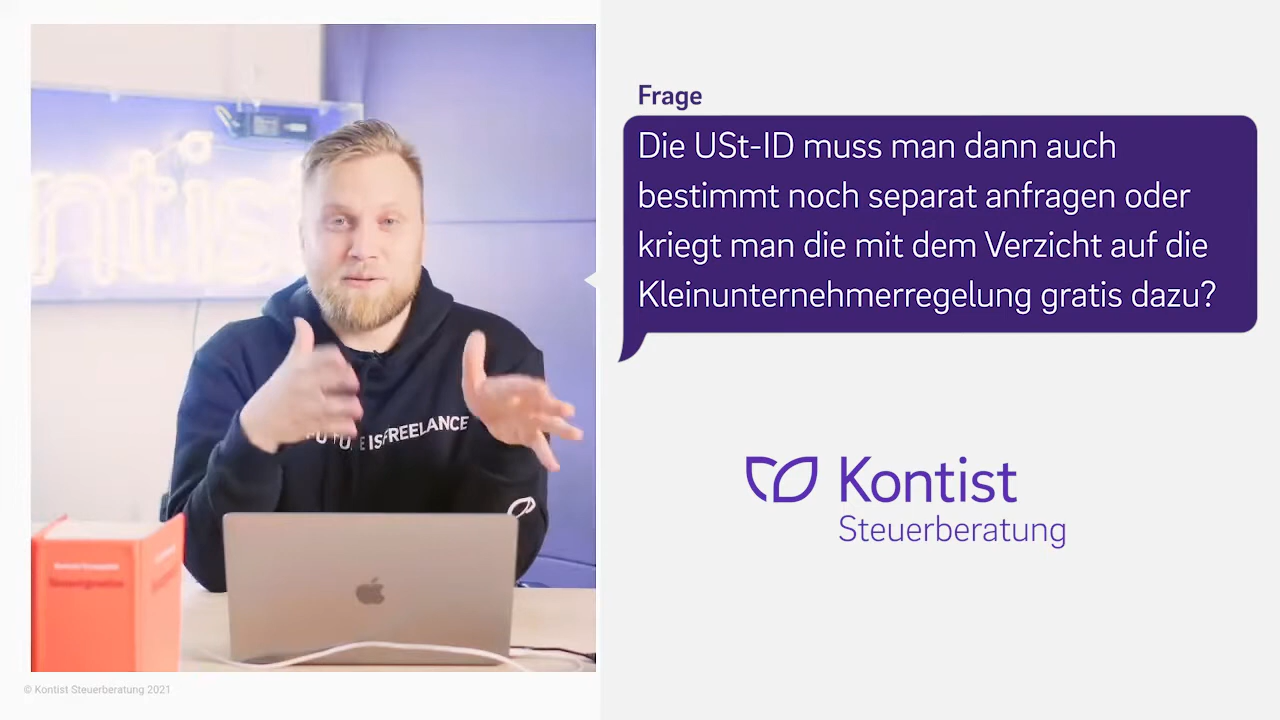 Frage
Die USt-ID muss man dann auch
bestimmt noch separat anfragen oder
kriegt man die mit dem Verzicht auf die
Kleinunternehmerregelung gratis dazu?
IS FREELANCE
Kontist
Steuerberatung
© Kontist Steuerberatung 2021